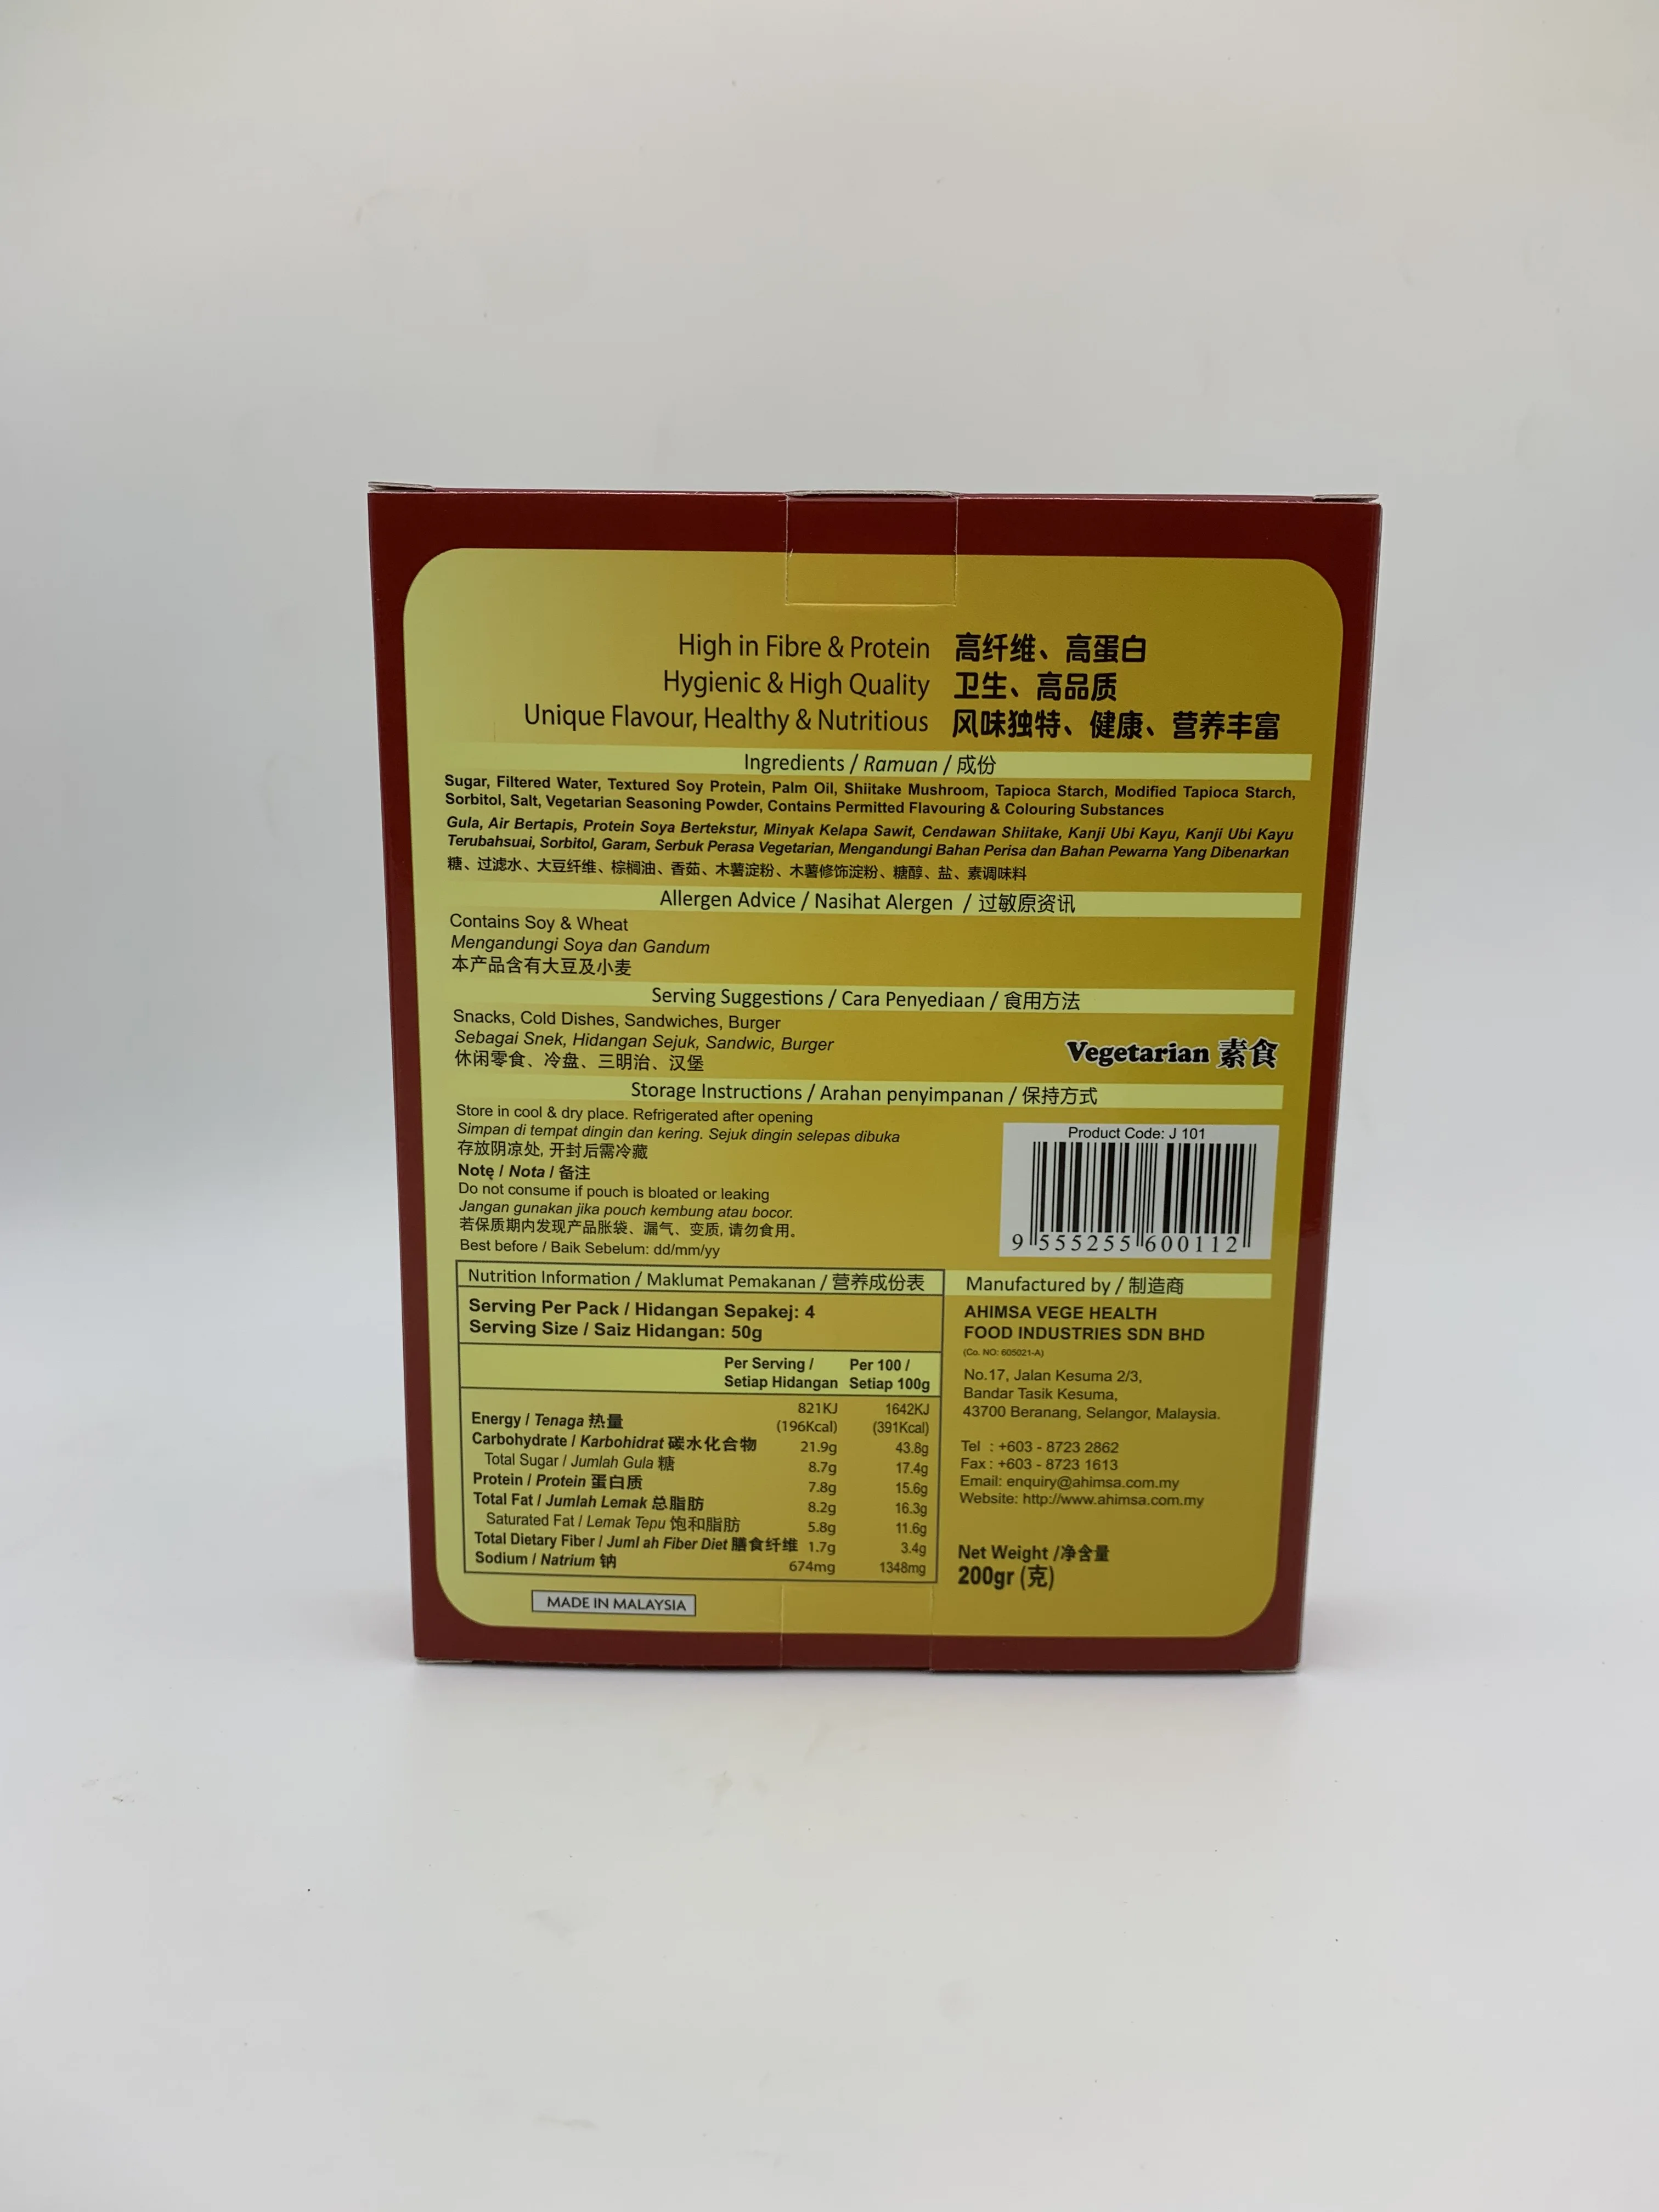 High in Fibre & Protein 高纤维、高蛋白
Hygienic & High Quality 卫生、高品质
Unique Flavour, Healthy & Nutritious 风味独特、健康、营养丰富
Ingredients / Ramuan / 成份
Sugar, Filtered Water, Textured Soy Protein, Palm Oil, Shiitake Mushroom, Tapioca Starch, Modified Tapioca Starch,
Sorbitol, Salt, Vegetarian Seasoning Powder, Contains Permitted Flavouring & Colouring Substances
Gula, Air Bertapis, Protein Soya Bertekstur, Minyak Kelapa Sawit, Cendawan Shiitake, Kanji Ubi Kayu, Kanji Ubi Kayu
Terubahsuai, Sorbitol, Garam, Serbuk Perasa Vegetarian, Mengandungi Bahan Perisa dan Bahan Pewarna Yang Dibenarkan
糖、过滤水、大豆纤维、棕榈油、香茹、木薯淀粉、木薯修饰淀粉、糖醇、盐、素调味料
Allergen Advice / Nasihat Alergen / 过敏原资讯
Contains Soy & Wheat
Mengandungi Soya dan Gandum
本产品含有大豆及小麦
Serving Suggestions / Cara Penyediaan / 食用方法
Snacks, Cold Dishes, Sandwiches, Burger
Sebagai Snek, Hidangan Sejuk, Sandwic, Burger
休闲零食、冷盘、三明治、汉堡
Vegetarian 素食
Storage Instructions / Arahan penyimpanan / 保持方式
Store in cool & dry place. Refrigerated after opening
Simpan di tempat dingin dan kering. Sejuk dingin selepas dibuka
存放阴凉处, 开封后需冷藏
Note / Nota / 备注
Do not consume if pouch is bloated or leaking
Jangan gunakan jika pouch kembung atau bocor.
若保质期内发现产品胀袋、漏气、变质, 请勿食用。
Best before / Baik Sebelum: dd/mm/yy
Product Code: J 101
9 555255 600112
Nutrition Information / Maklumat Pemakanan / 营养成份表
Serving Per Pack / Hidangan Sepakej: 4
Serving Size / Saiz Hidangan: 50g
Per Serving / Per 100 /
Setiap Hidangan Setiap 100g
821KJ 1642KJ
Energy / Tenaga 热量 (196Kcal) (391Kcal)
Carbohydrate / Karbohidrat 碳水化合物 21.9g 43.8g
Total Sugar / Jumlah Gula 糖 8.7g 17.4g
Protein / Protein 蛋白质 7.8g 15.6g
Total Fat / Jumlah Lemak 总脂肪 8.2g 16.3g
Saturated Fat / Lemak Tepu 饱和脂肪 5.8g 11.6g
Total Dietary Fiber / Juml ah Fiber Diet 膳食纤维 1.7g 3.4g
Sodium / Natrium 钠 674mg 1348mg
MADE IN MALAYSIA
Manufactured by / 制造商
AHIMSA VEGE HEALTH
FOOD INDUSTRIES SDN BHD
(Co. NO: 605021-A)
No.17, Jalan Kesuma 2/3,
Bandar Tasik Kesuma,
43700 Beranang, Selangor, Malaysia.
Tel : +603 - 8723 2862
Fax : +603 - 8723 1613
Email: enquiry@ahimsa.com.my
Website: http://www.ahimsa.com.my
Net Weight /净含量
200gr (克)